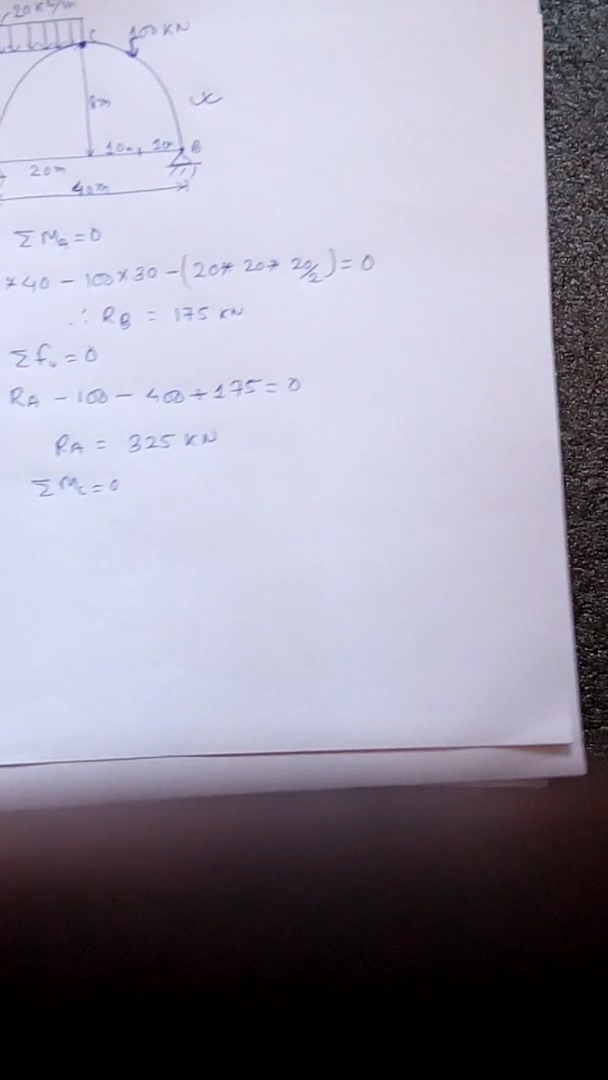 20 KN/m
C
100 KN
8m
10m
10m
B
20m
40m
ΣMA=0
*40 - 100*30 - (20*20*20/2)=0
∴ RB = 175 KN
Σfv=0
RA - 100 - 400 + 175 = 0
RA = 325 KN
ΣMC=0